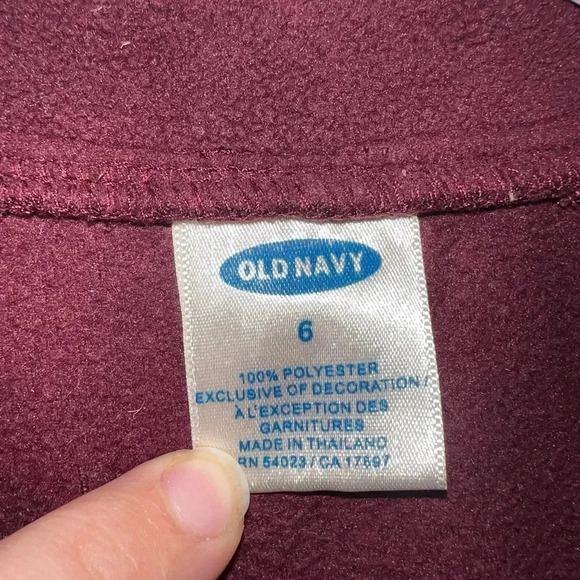 OLD NAVY
6
100% POLYESTER
EXCLUSIVE OF DECORATION /
À L'EXCEPTION DES
GARNITURES
MADE IN THAILAND
RN 54023 / CA 17897